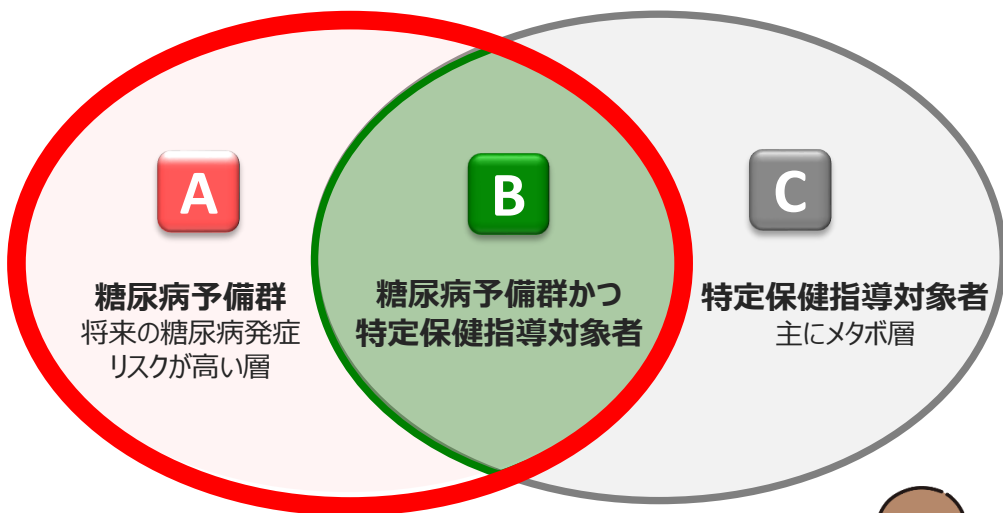 A
糖尿病予備群
将来の糖尿病発症
リスクが高い層
B
糖尿病予備群かつ
特定保健指導対象者
C
特定保健指導対象者
主にメタボ層